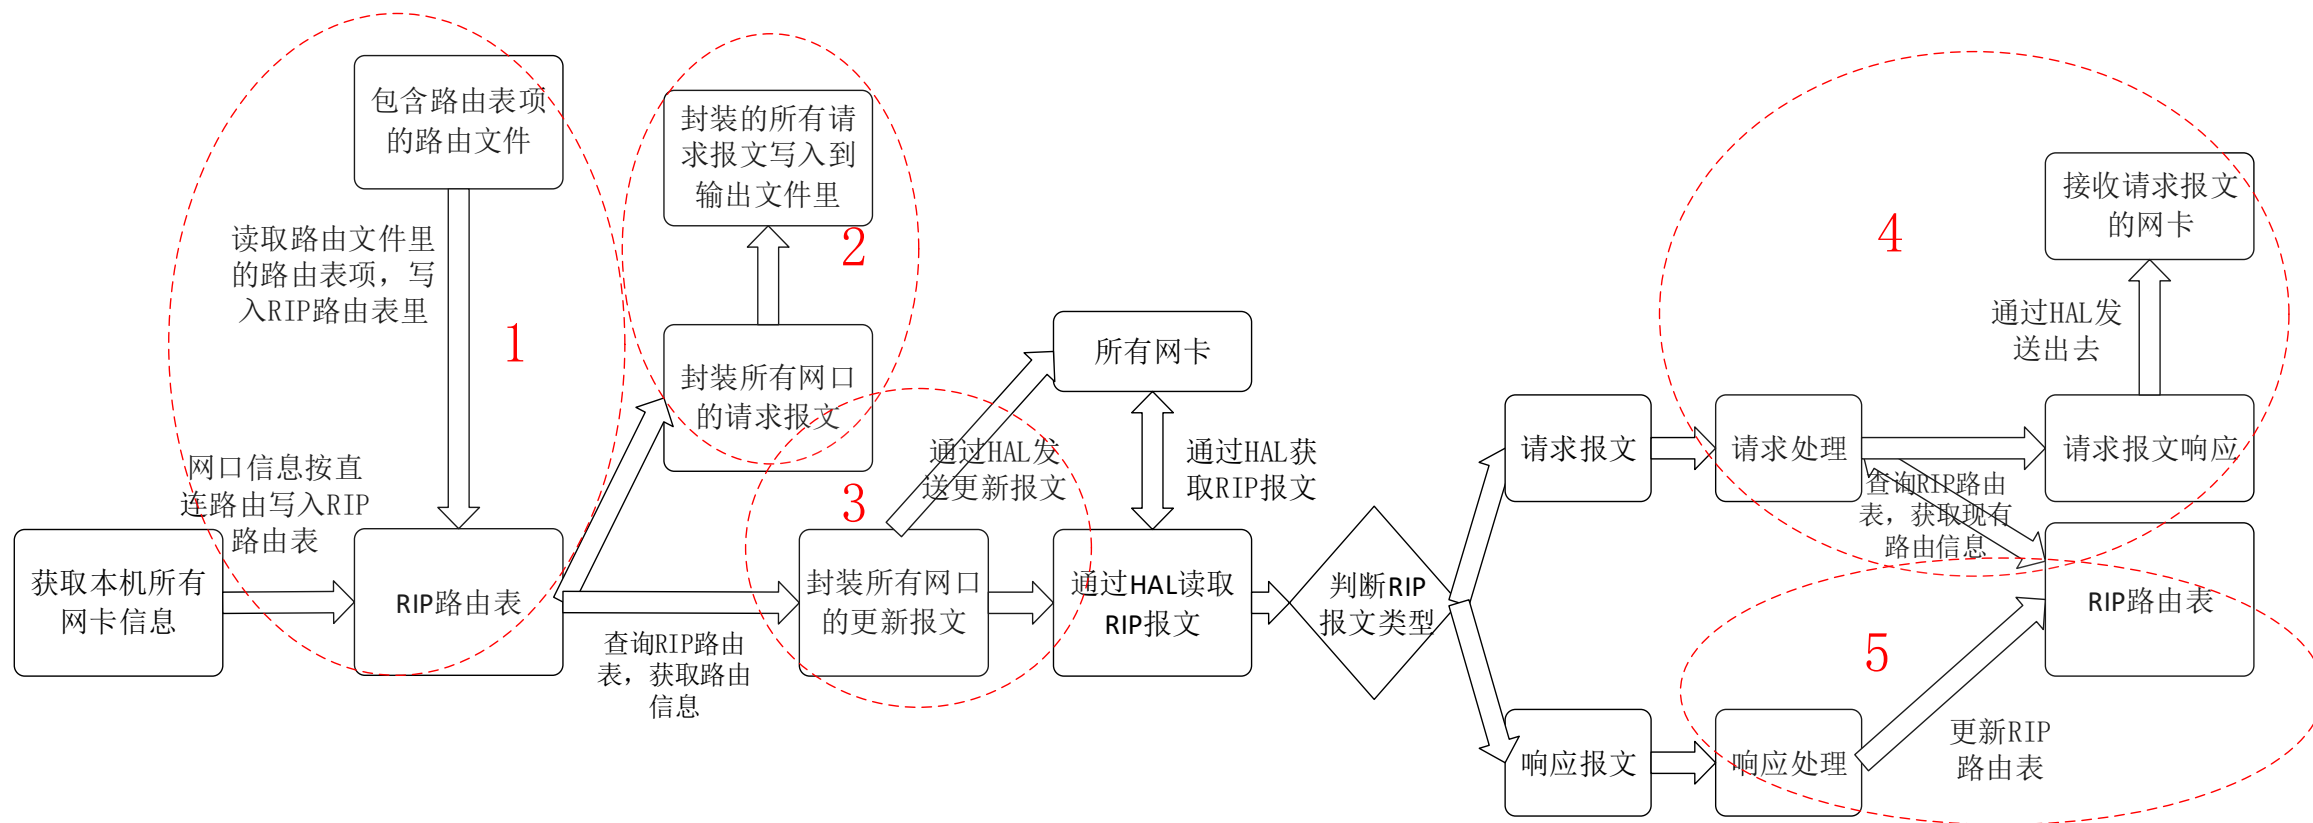 包含路由表项
的路由文件
读取路由文件里
的路由表项，写
入RIP路由表里
1
网口信息按直
连路由写入RIP
路由表
获取本机所有
网卡信息
RIP路由表
封装的所有请
求报文写入到
输出文件里
2
封装所有网口
的请求报文
查询RIP路由
表，获取路由
信息
3
通过HAL发
送更新报文
封装所有网口
的更新报文
所有网卡
通过HAL获
取RIP报文
通过HAL读取
RIP报文
判断RIP
报文类型
请求报文
请求处理
4
接收请求报文
的网卡
通过HAL发
送出去
请求报文响应
查询RIP路由
表，获取现有
路由信息
RIP路由表
5
响应报文
响应处理
更新RIP
路由表